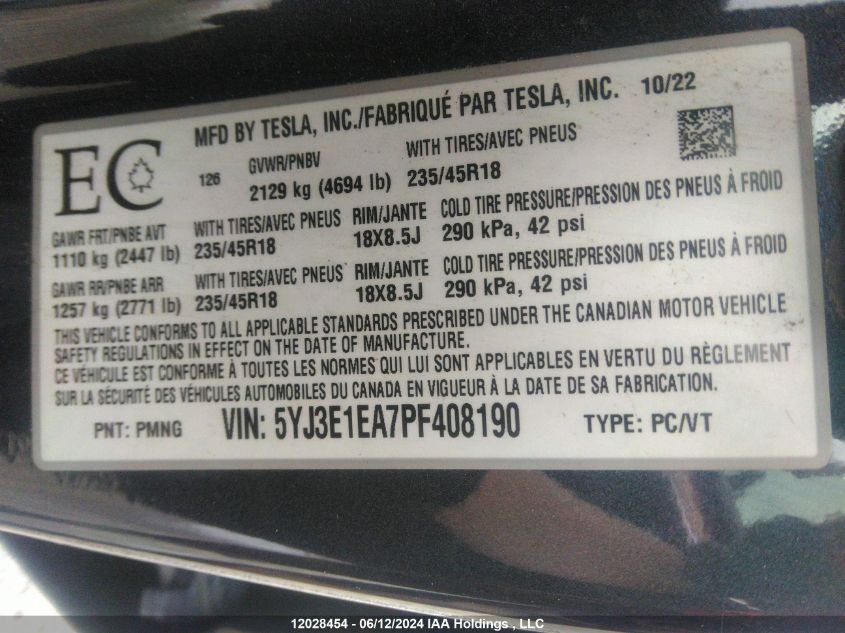 MFD BY TESLA, INC./FABRIQUÉ PAR TESLA, INC. 10/22
EC
126
GVWR/PNBV
2129 kg (4694 lb)
WITH TIRES/AVEC PNEUS
235/45R18
GAWR FRT/PNBE AVT
1110 kg (2447 lb)
WITH TIRES/AVEC PNEUS
235/45R18
RIM/JANTE
18X8.5J
COLD TIRE PRESSURE/PRESSION DES PNEUS À FROID
290 kPa, 42 psi
GAWR RR/PNBE ARR
1257 kg (2771 lb)
WITH TIRES/AVEC PNEUS
235/45R18
RIM/JANTE
18X8.5J
COLD TIRE PRESSURE/PRESSION DES PNEUS À FROID
290 kPa, 42 psi
THIS VEHICLE CONFORMS TO ALL APPLICABLE STANDARDS PRESCRIBED UNDER THE CANADIAN MOTOR VEHICLE
SAFETY REGULATIONS IN EFFECT ON THE DATE OF MANUFACTURE.
CE VÉHICULE EST CONFORME À TOUTES LES NORMES QUI LUI SONT APPLICABLES EN VERTU DU RÈGLEMENT
SUR LA SÉCURITÉ DES VÉHICULES AUTOMOBILES DU CANADA EN VIGUEUR À LA DATE DE SA FABRICATION.
PNT: PMNG VIN: 5YJ3E1EA7PF408190 TYPE: PC/VT
12028454 - 06/12/2024 IAA Holdings , LLC